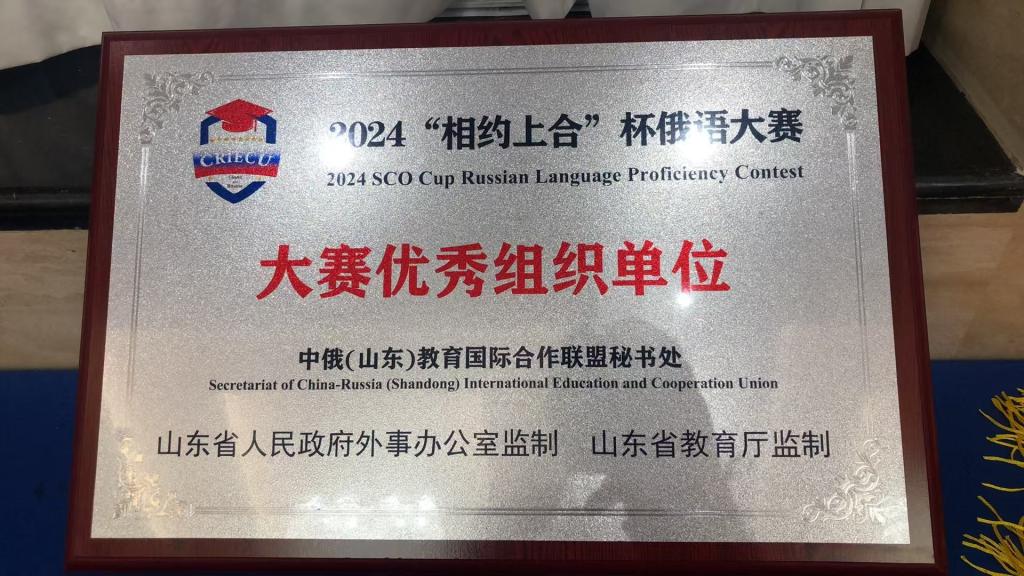 2024“相约上合”杯俄语大赛
2024 SCO Cup Russian Language Proficiency Contest
CRIECU
大赛优秀组织单位
中俄(山东)教育国际合作联盟秘书处
Secretariat of China-Russia (Shandong) International Education and Cooperation Union
山东省人民政府外事办公室监制 山东省教育厅监制